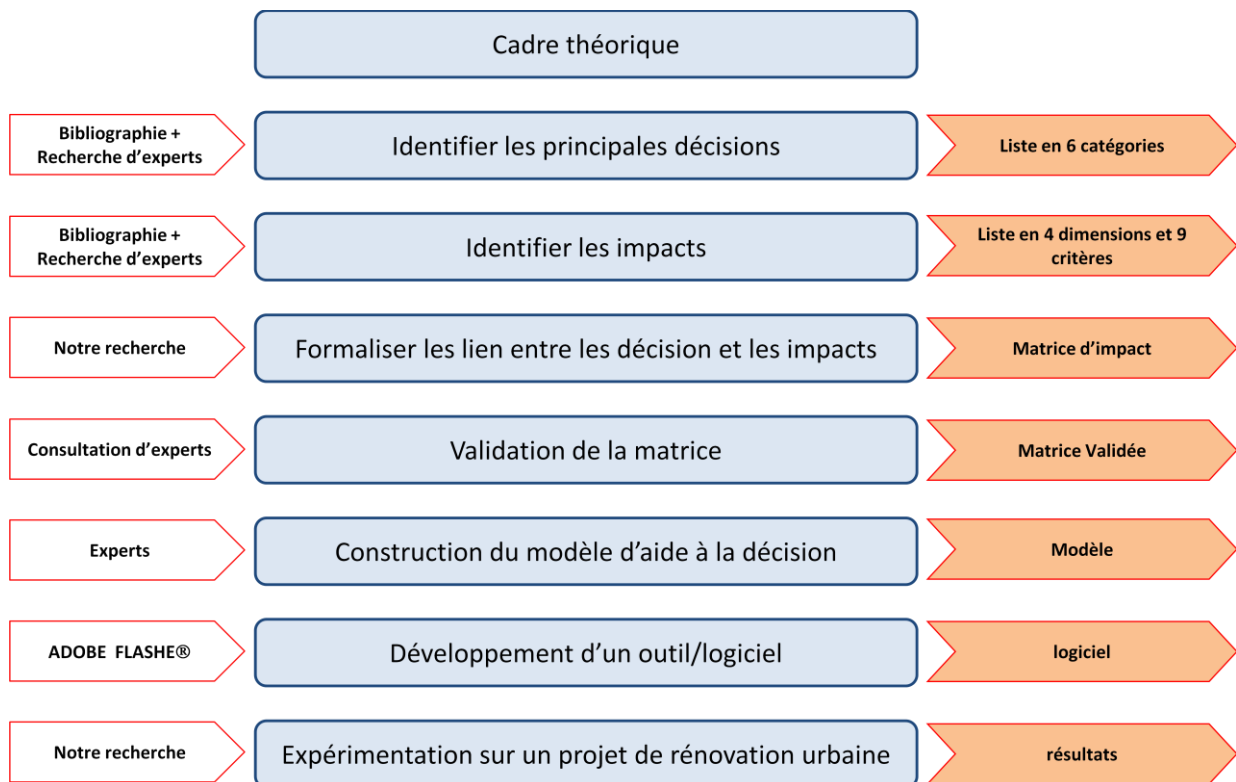 Cadre théorique
Bibliographie +
Recherche d'experts
Identifier les principales décisions
Liste en 6 catégories
Bibliographie +
Recherche d'experts
Identifier les impacts
Liste en 4 dimensions et 9
critères
Notre recherche
Formaliser les lien entre les décision et les impacts
Matrice d'impact
Consultation d'experts
Validation de la matrice
Matrice Validée
Experts
Construction du modèle d'aide à la décision
Modèle
ADOBE FLASHE®
Développement d'un outil/logiciel
logiciel
Notre recherche
Expérimentation sur un projet de rénovation urbaine
résultats